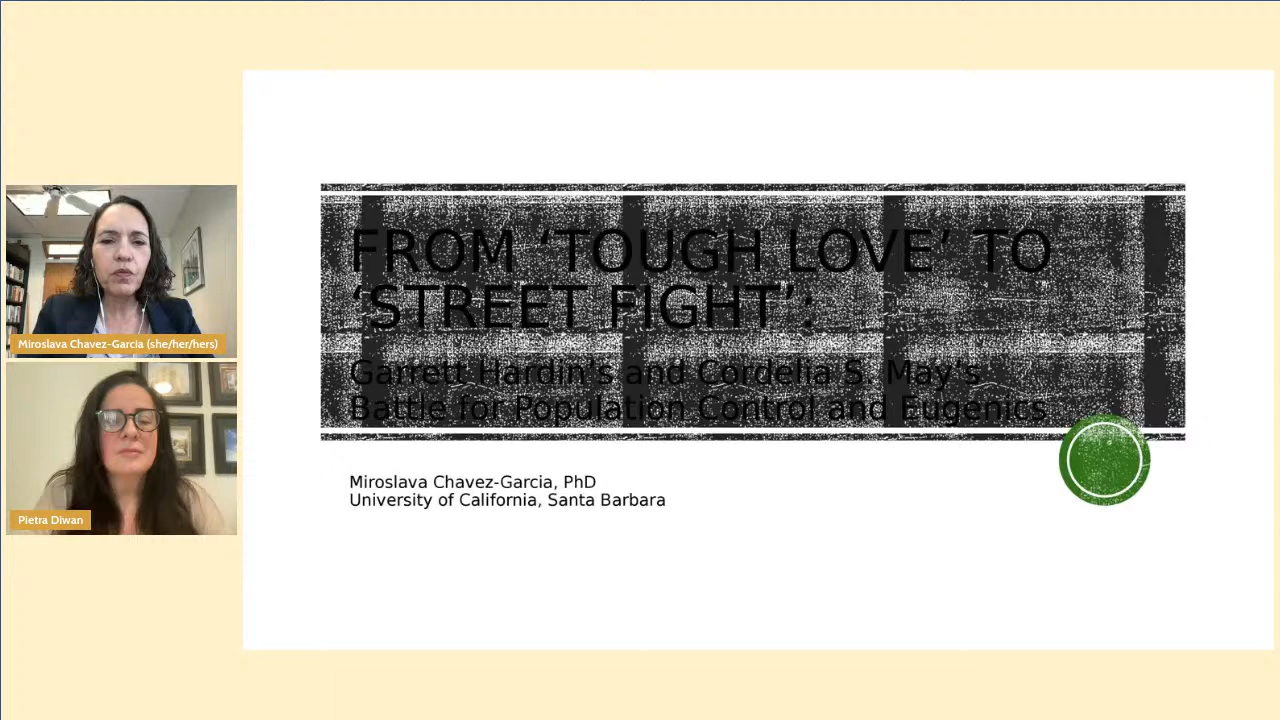 Miroslava Chavez-Garcia (she/her/hers)
Pietra Diwan
FROM ‘TOUGH LOVE’ TO
‘STREET FIGHT’:
Garrett Hardin’s and Cordelia S. May’s
Battle for Population Control and Eugenics
Miroslava Chavez-Garcia, PhD
University of California, Santa Barbara